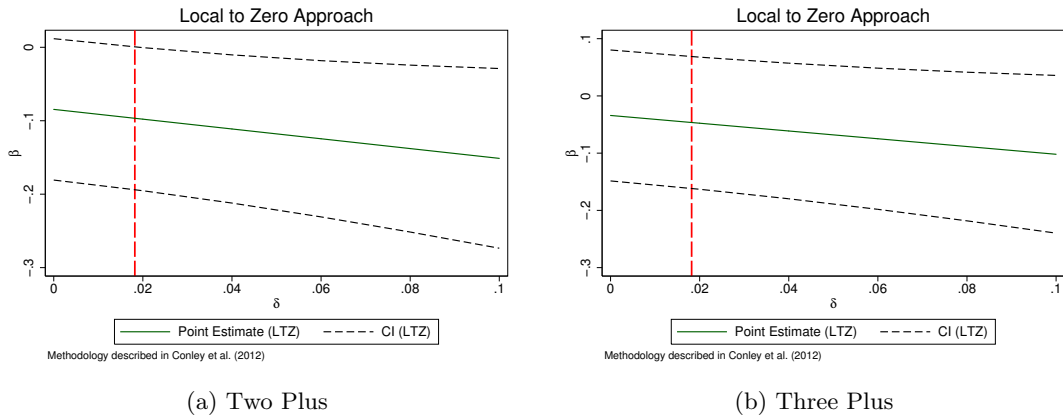 Local to Zero Approach
0
-.1
-.2
-.3
β
0
.02
.04
.06
.08
.1
δ
Point Estimate (LTZ)
CI (LTZ)
Methodology described in Conley et al. (2012)
(a) Two Plus
Local to Zero Approach
.1
0
-.1
-.2
-.3
β
0
.02
.04
.06
.08
.1
δ
Point Estimate (LTZ)
CI (LTZ)
Methodology described in Conley et al. (2012)
(b) Three Plus